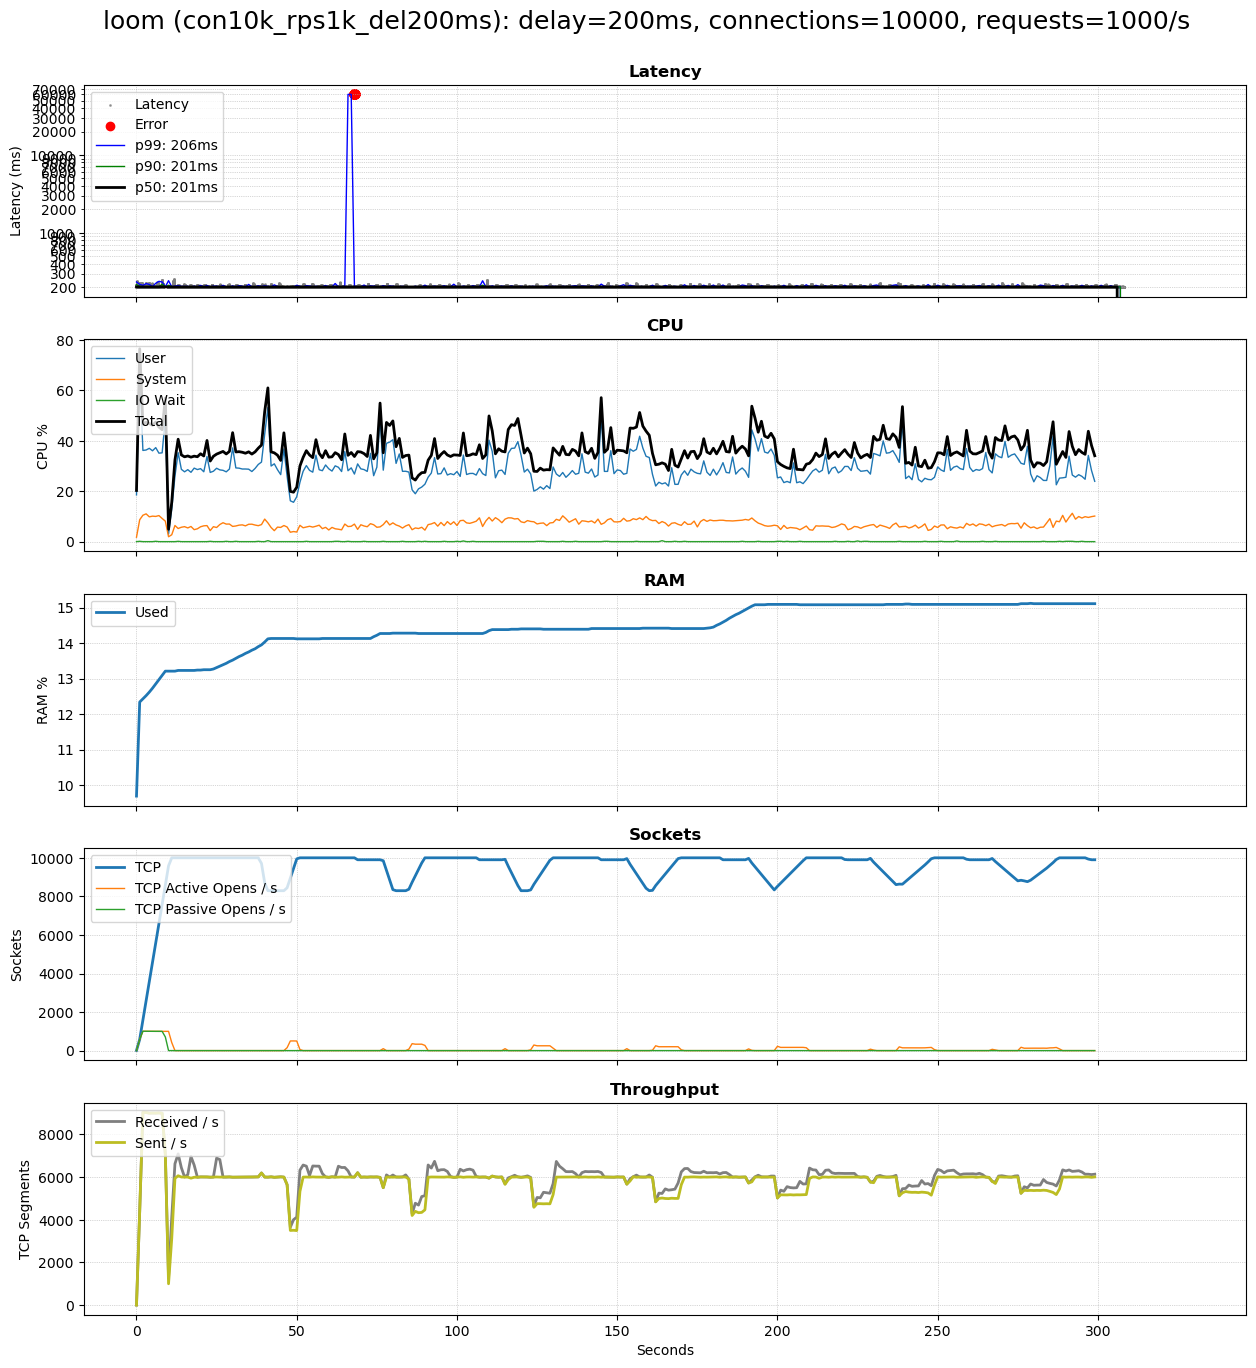 loom (con10k_rps1k_del200ms): delay=200ms, connections=10000, requests=1000/s
Latency
Latency (ms)
70000
60000
50000
40000
30000
20000
10000
9000
8000
7000
6000
5000
4000
3000
2000
1000
900
800
700
600
500
400
300
200
Latency
Error
p99: 206ms
p90: 201ms
p50: 201ms
CPU
CPU %
80
60
40
20
0
User
System
IO Wait
Total
RAM
RAM %
15
14
13
12
11
10
Used
Sockets
Sockets
10000
8000
6000
4000
2000
0
TCP
TCP Active Opens / s
TCP Passive Opens / s
Throughput
TCP Segments
8000
6000
4000
2000
0
Received / s
Sent / s
0 50 100 150 200 250 300
Seconds